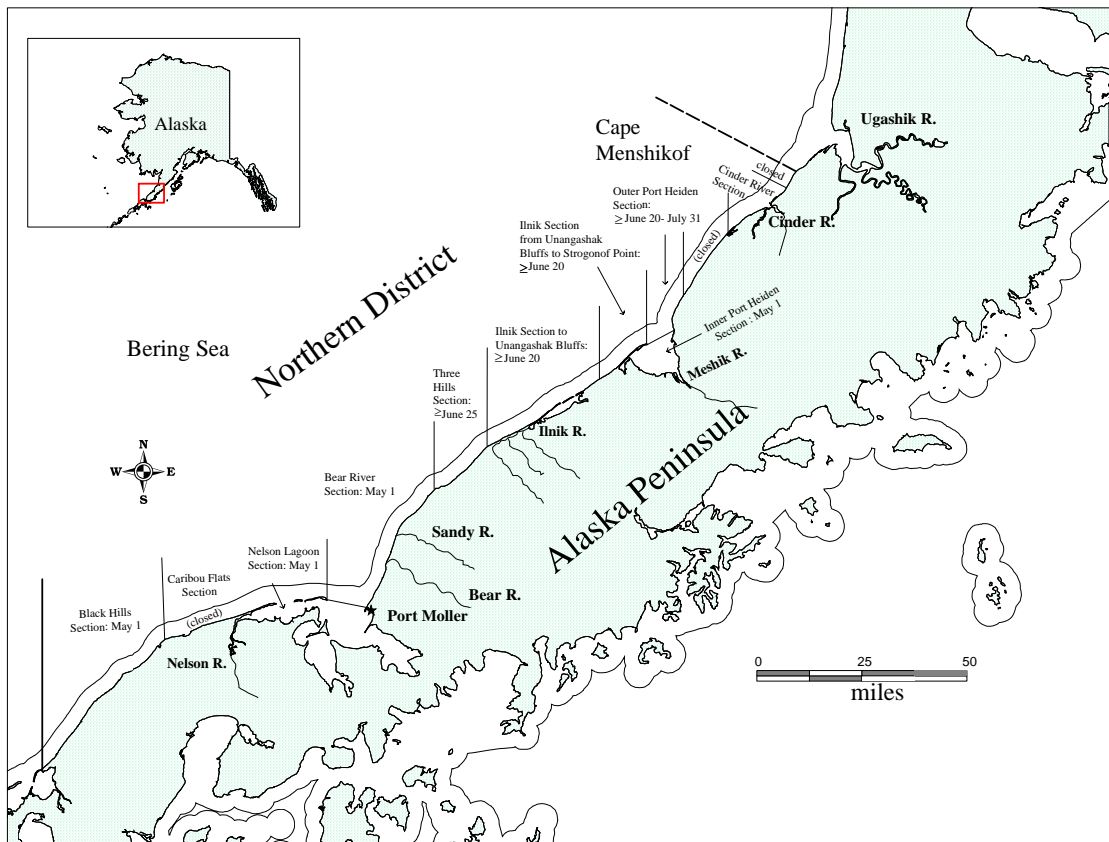 Alaska
Cape
Menshikof
Ugashik R.
closed
Cinder River
Section
Outer Port Heiden
Section:
≥June 20- July 31
Cinder R.
(closed)
Ilnik Section
from Unangashak
Bluffs to Strogonof Point:
≥June 20
Northern District
Inner Port Heiden
Section : May 1
Bering Sea
Ilnik Section to
Unangashak Bluffs:
≥June 20
Meshik R.
Three
Hills
Section:
≥June 25
Ilnik R.
Alaska Peninsula
N
W
E
S
Bear River
Section: May 1
Sandy R.
Nelson Lagoon
Section: May 1
Caribou Flats
Section
Bear R.
Black Hills
Section: May 1
(closed)
Port Moller
Nelson R.
0
25
50
miles